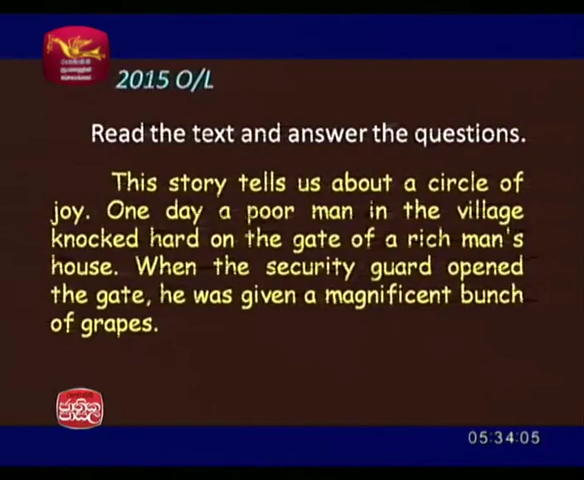 2015 O/L
Read the text and answer the questions.
This story tells us about a circle of
joy. One day a poor man in the village
knocked hard on the gate of a rich man's
house. When the security guard opened
the gate, he was given a magnificent bunch
of grapes.
05:34:05